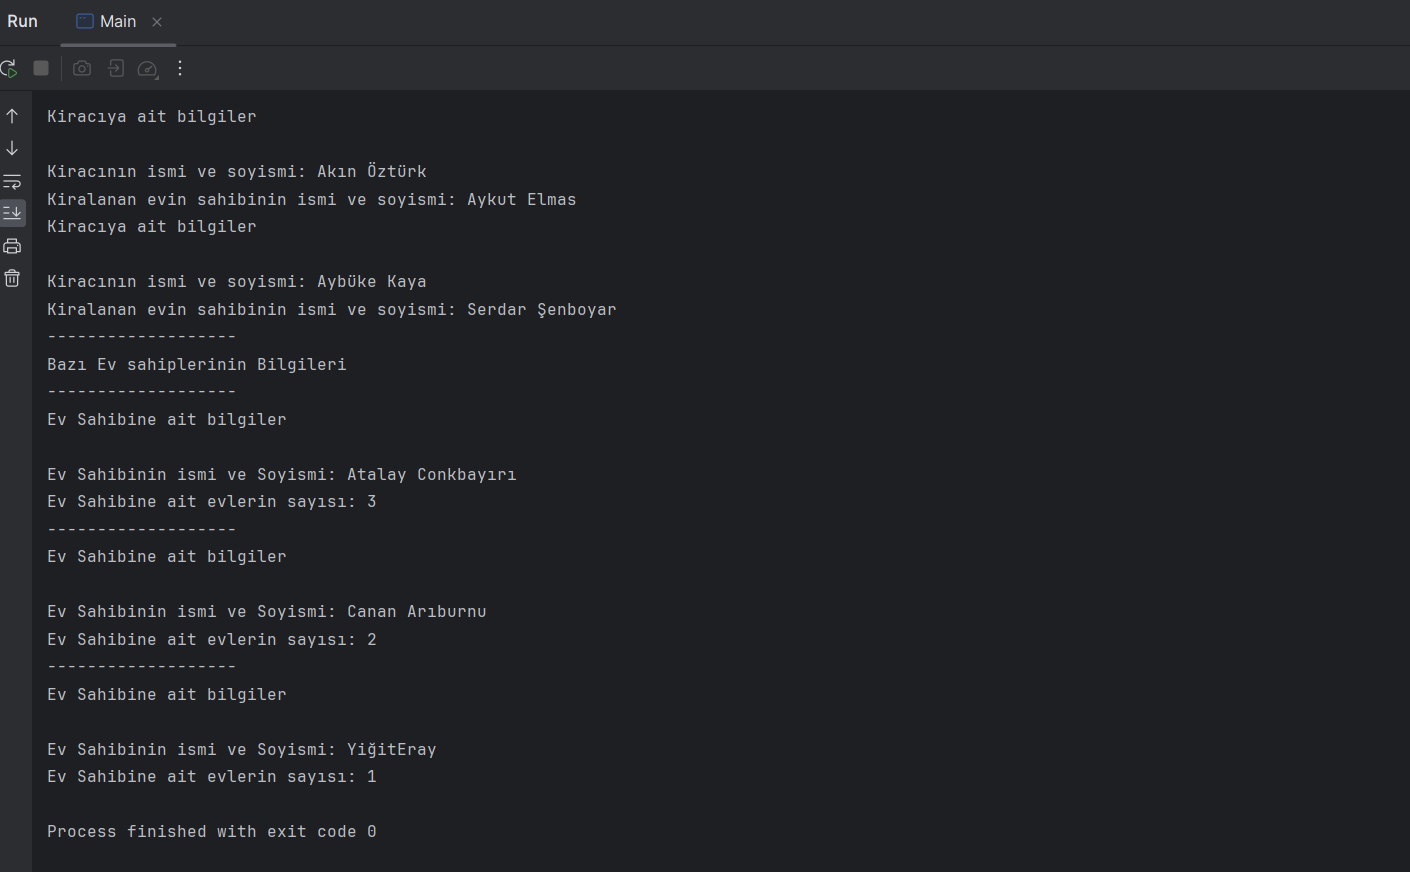 Run
Main
Kiracıya ait bilgiler
Kiracının ismi ve soyismi: Akın Öztürk
Kiralanan evin sahibinin ismi ve soyismi: Aykut Elmas
Kiracıya ait bilgiler
Kiracının ismi ve soyismi: Aybüke Kaya
Kiralanan evin sahibinin ismi ve soyismi: Serdar Şenboyar
-------------------
Bazı Ev sahiplerinin Bilgileri
-------------------
Ev Sahibine ait bilgiler
Ev Sahibinin ismi ve Soyismi: Atalay Conkbayırı
Ev Sahibine ait evlerin sayısı: 3
-------------------
Ev Sahibine ait bilgiler
Ev Sahibinin ismi ve Soyismi: Canan Arıburnu
Ev Sahibine ait evlerin sayısı: 2
-------------------
Ev Sahibine ait bilgiler
Ev Sahibinin ismi ve Soyismi: YiğitEray
Ev Sahibine ait evlerin sayısı: 1
Process finished with exit code 0